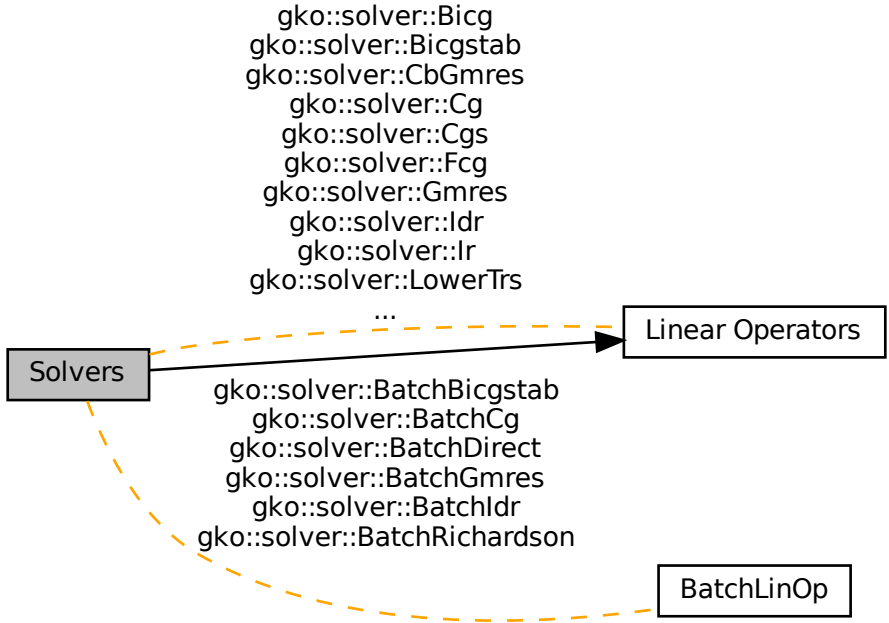 gko::solver::Bicg
gko::solver::Bicgstab
gko::solver::CbGmres
gko::solver::Cg
gko::solver::Cgs
gko::solver::Fcg
gko::solver::Gmres
gko::solver::Idr
gko::solver::Ir
gko::solver::LowerTrs
...
Linear Operators
Solvers
gko::solver::BatchBicgstab
gko::solver::BatchCg
gko::solver::BatchDirect
gko::solver::BatchGmres
gko::solver::BatchIdr
gko::solver::BatchRichardson
BatchLinOp